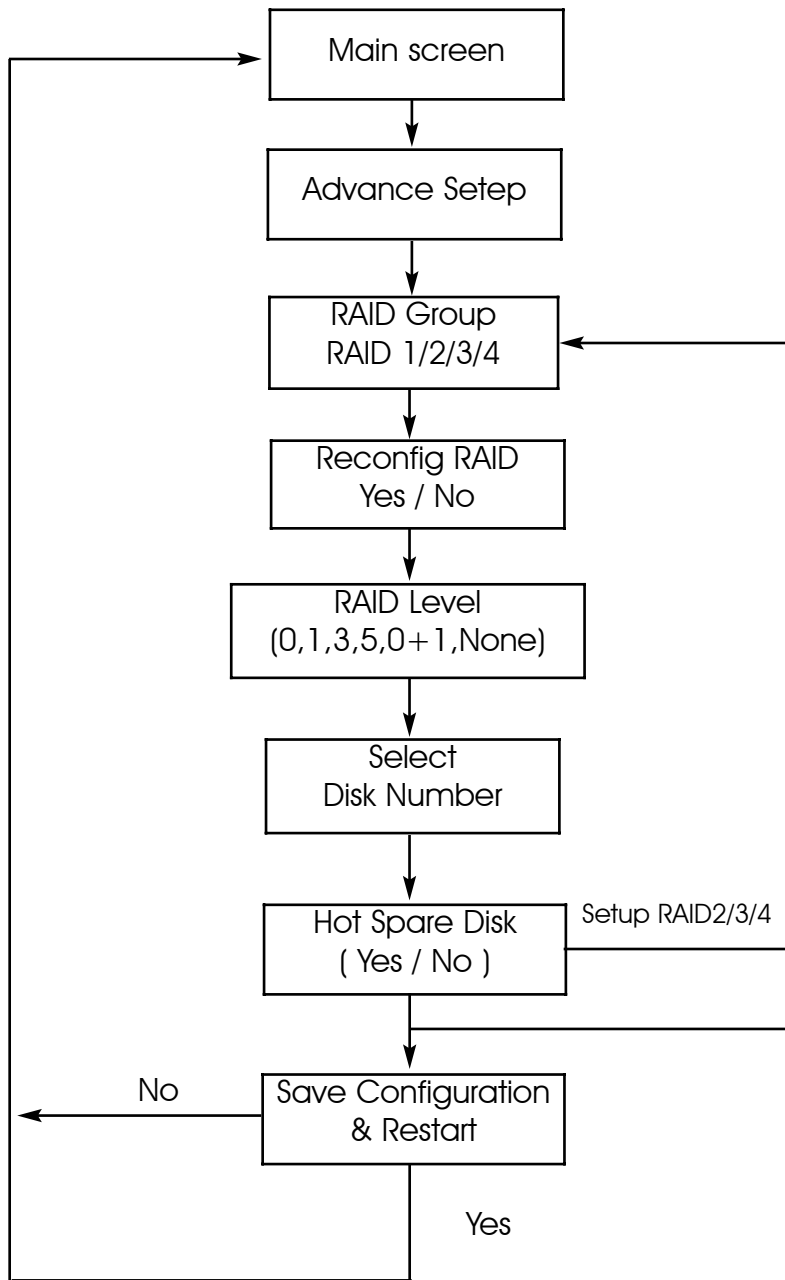 Main screen
Advance Setep
RAID Group
RAID 1/2/3/4
Reconfig RAID
Yes / No
RAID Level
(0,1,3,5,0+1,None)
Select
Disk Number
Hot Spare Disk
( Yes / No )
Setup RAID2/3/4
Save Configuration
& Restart
No
Yes